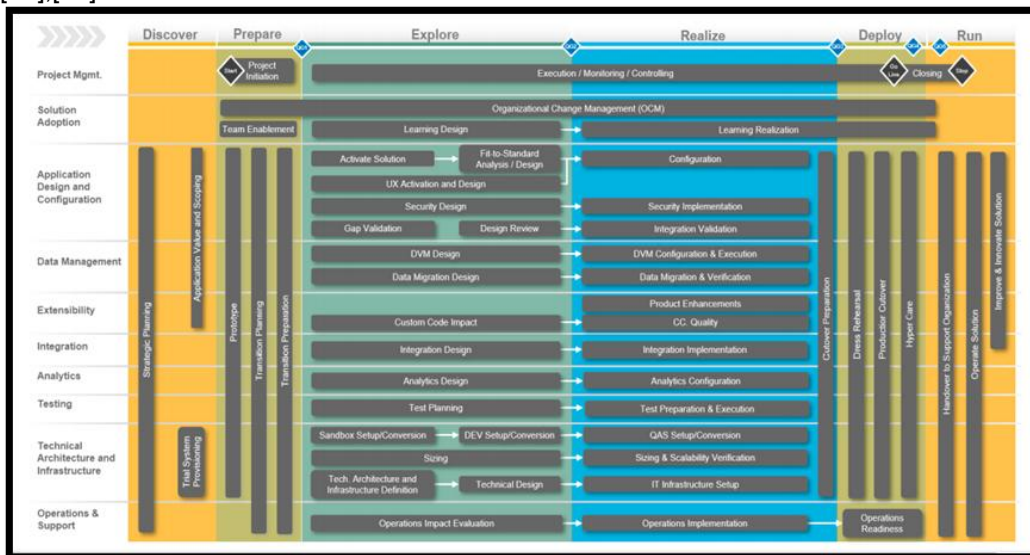 Discover
Prepare
Explore
Realize
Deploy
Run
Project Mgmt.
Start
Project
Initiation
Execution / Monitoring / Controlling
Go
Live
Closing
Stop
Solution
Adoption
Organizational Change Management (OCM)
Team Enablement
Learning Design
Learning Realization
Application
Design and
Configuration
Activate Solution
Fit-to-Standard
Analysis / Design
Configuration
UX Activation and Design
Security Design
Security Implementation
Gap Validation
Design Review
Integration Validation
Data Management
DVM Design
DVM Configuration & Execution
Data Migration Design
Data Migration & Verification
Extensibility
Product Enhancements
Custom Code Impact
CC. Quality
Integration
Integration Design
Integration Implementation
Analytics
Analytics Design
Analytics Configuration
Testing
Test Planning
Test Preparation & Execution
Technical
Architecture and
Infrastructure
Sandbox Setup/Conversion
DEV Setup/Conversion
QAS Setup/Conversion
Sizing
Sizing & Scalability Verification
Tech. Architecture and
Infrastructure Definition
Technical Design
IT Infrastructure Setup
Operations &
Support
Operations Impact Evaluation
Operations Implementation
Operations
Readiness
Strategic Planning
Application Value and Scoping
Trial System
Provisioning
Prototype
Transition Planning
Transition Preparation
Cutover Preparation
Dress Rehearsal
Production Cutover
Hyper Care
Handover to Support Organization
Operate Solution
Improve & Innovate Solution